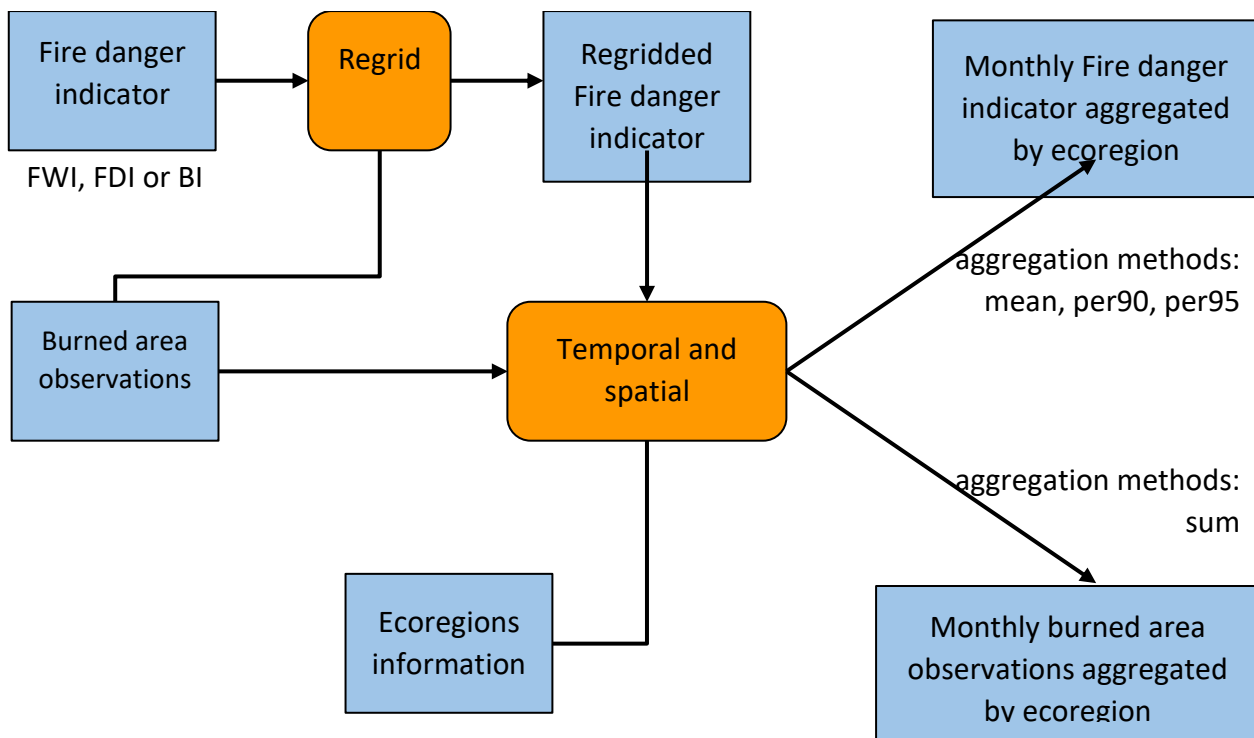 Fire danger
indicator
FWI, FDI or BI
Regrid
Regridded
Fire danger
indicator
Monthly Fire danger
indicator aggregated
by ecoregion
aggregation methods:
mean, per90, per95
Burned area
observations
Temporal and
spatial
aggregation methods:
sum
Ecoregions
information
Monthly burned area
observations aggregated
by ecoregion